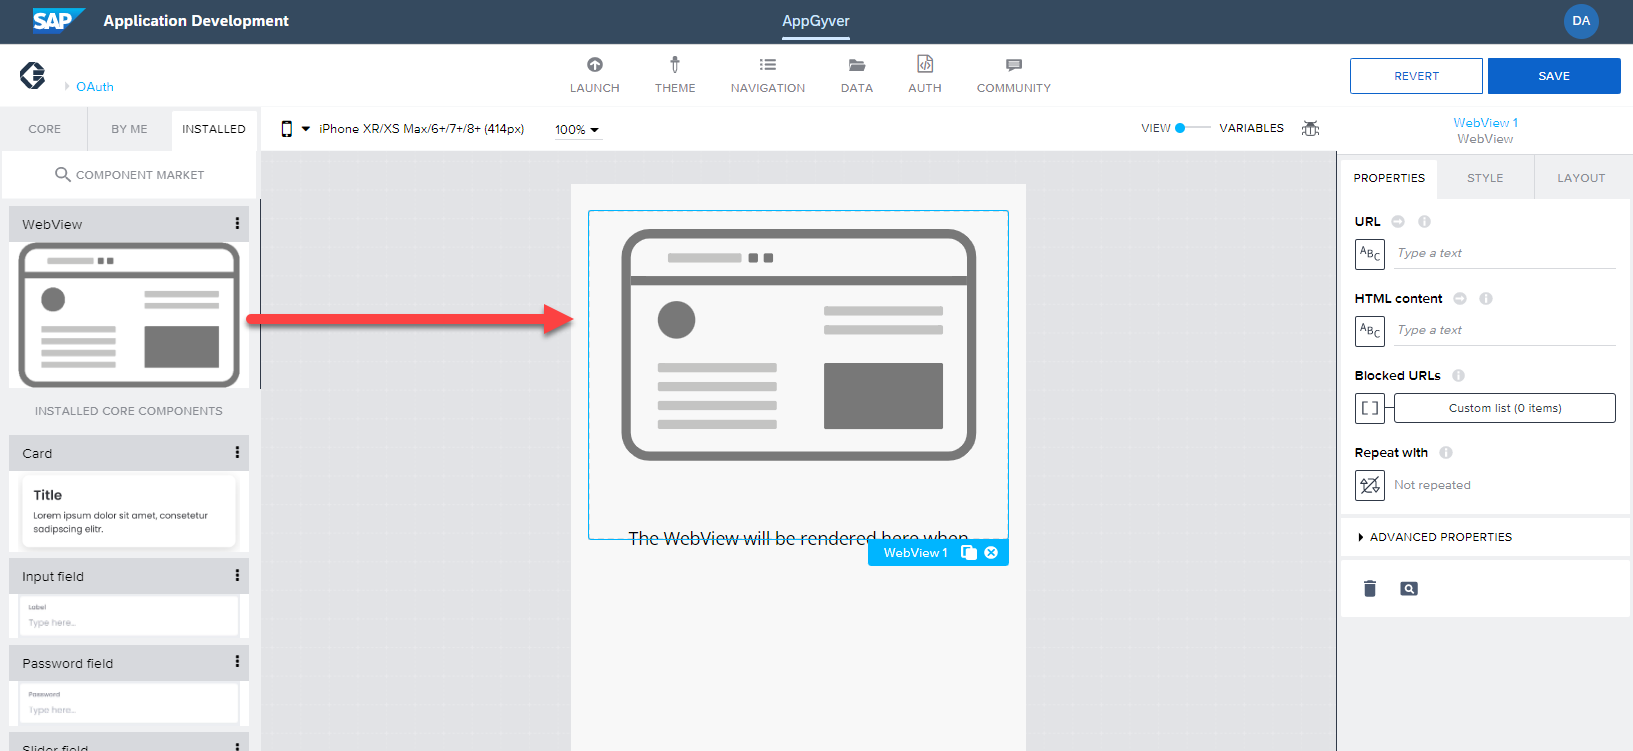 SAP Application Development
AppGyver
DA
OAuth
LAUNCH
THEME
NAVIGATION
DATA
AUTH
COMMUNITY
REVERT
SAVE
CORE
BY ME
INSTALLED
iPhone XR/XS Max/6+/7+/8+ (414px)
100%
VIEW
VARIABLES
COMPONENT MARKET
WebView
INSTALLED CORE COMPONENTS
Card
Title
Lorem ipsum dolor sit amet, consetetur
sadipscing elitr.
Input field
Label
Type here..
Password field
Password
Type here..
Slider field
The WebView will be rendered here when
WebView 1
WebView 1
WebView
PROPERTIES
STYLE
LAYOUT
URL
ABC
Type a text
HTML content
ABC
Type a text
Blocked URLs
[ ]
Custom list (0 items)
Repeat with
Not repeated
ADVANCED PROPERTIES